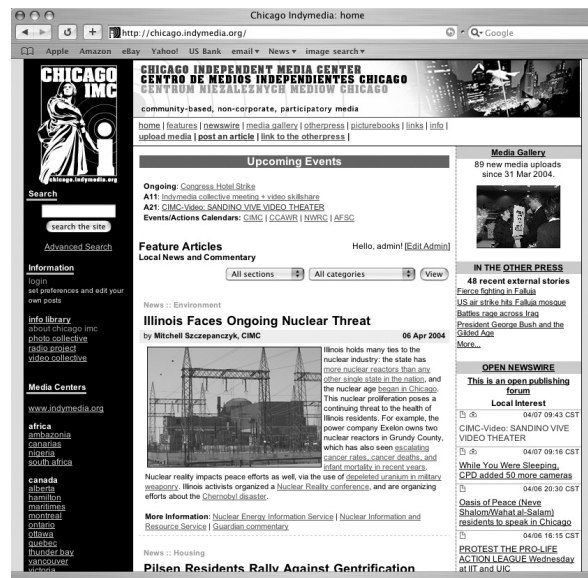 Chicago Indymedia: home
http://chicago.indymedia.org/
Google
Apple Amazon eBay Yahoo! US Bank email News image search
CHICAGO
IMC
chicago.indymedia.org
Search
search the site
Advanced Search
Information
login
set preferences and edit your
own posts
info library
about chicago imc
photo collective
radio project
video collective
Media Centers
www.indymedia.org
africa
ambazonia
canarias
nigeria
south africa
canada
alberta
hamilton
maritimes
montreal
ontario
ottawa
quebec
thunder bay
vancouver
victoria
CHICAGO INDEPENDENT MEDIA CENTER
CENTRO DE MEDIOS INDEPENDIENTES CHICAGO
CENTRUM NIEZALEZNYCH MEDIOW CHICAGO
community-based, non-corporate, participatory media
home | features | newswire | media gallery | otherpress | picturebooks | links | info |
upload media | post an article | link to the otherpress |
Upcoming Events
Ongoing: Congress Hotel Strike
A11: Indymedia collective meeting + video skillshare
A21: CIMC-Video: SANDINO VIVE VIDEO THEATER
Events/Actions Calendars: CIMC | CCAWR | NWRC | AFSC
Feature Articles
Hello, admin! [Edit Admin]
Local News and Commentary
All sections All categories View
News :: Environment
Illinois Faces Ongoing Nuclear Threat
by Mitchell Szczepanczyk, CIMC 06 Apr 2004
Illinois holds many ties to the
nuclear industry: the state has
more nuclear reactors than any
other single state in the nation, and
the nuclear age began in Chicago.
This nuclear proliferation poses a
continuing threat to the health of
Illinois residents. For example, the
power company Exelon owns two
nuclear reactors in Grundy County,
which has also seen escalating
cancer rates, cancer deaths, and
infant mortality in recent years.
Nuclear reality impacts peace efforts as well, via the use of depleted uranium in military
weaponry. Illinois activists organized a Nuclear Reality conference, and are organizing
efforts about the Chernobyl disaster.
More Information: Nuclear Energy Information Service | Nuclear Information and
Resource Service | Guardian commentary
News :: Housing
Pilsen Residents Rally Against Gentrification
Media Gallery
89 new media uploads
since 31 Mar 2004.
IN THE OTHER PRESS
48 recent external stories
Fierce fighting in Falluja
US air strike hits Falluja mosque
Battles rage across Iraq
President George Bush and the
Gilded Age
More...
OPEN NEWSWIRE
This is an open publishing
forum
Local Interest
04/07 09:43 CST
CIMC-Video: SANDINO VIVE
VIDEO THEATER
04/07 09:16 CST
While You Were Sleeping,
CPD added 50 more cameras
04/06 20:30 CST
Oasis of Peace (Neve
Shalom/Wahat al-Salam)
residents to speak in Chicago
04/06 16:15 CST
PROTEST THE PRO-LIFE
ACTION LEAGUE Wednesday
at IIT and UIC